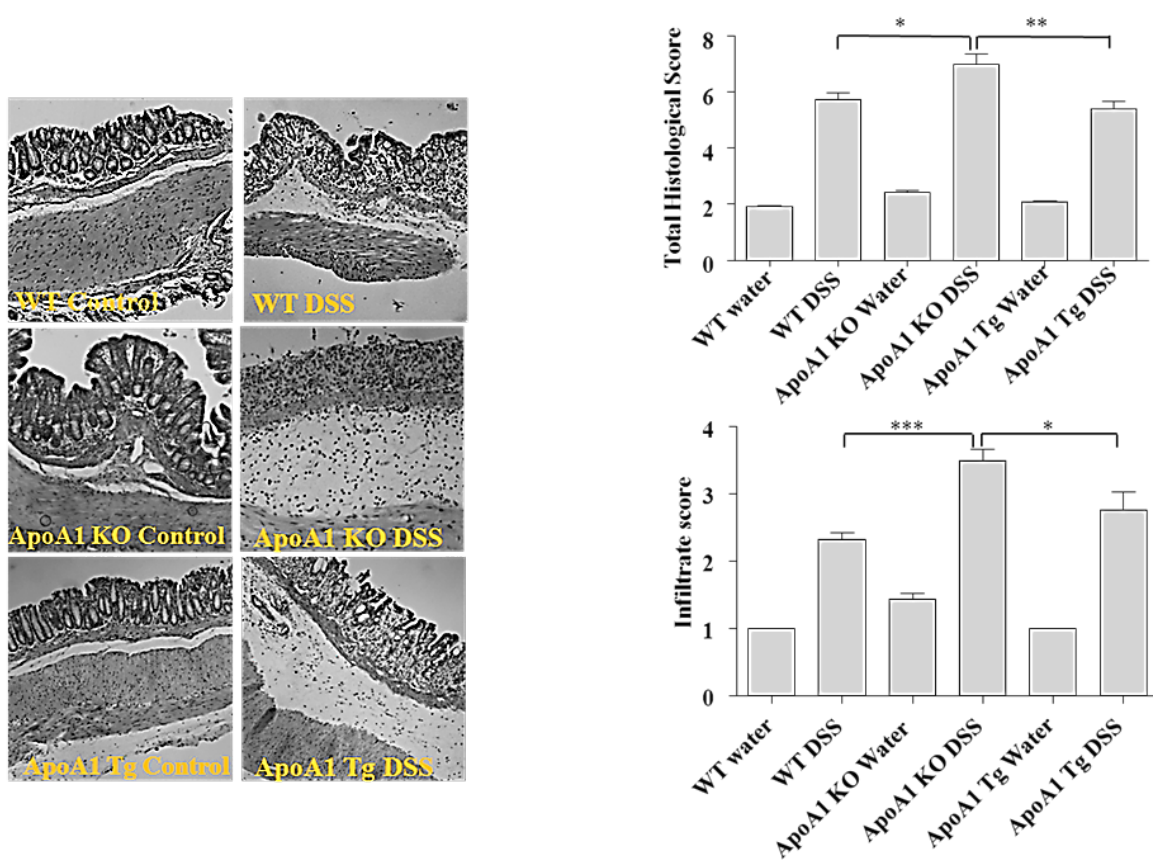 WT Control
WT DSS
ApoA1 KO Control
ApoA1 KO DSS
ApoA1 Tg Control
ApoA1 Tg DSS
* **
Total Histological Score
8
6
4
2
0
WT water
WT DSS
ApoA1 KO Water
ApoA1 KO DSS
ApoA1 Tg Water
ApoA1 Tg DSS
*** *
Infiltrate score
4
3
2
1
0
WT water
WT DSS
ApoA1 KO Water
ApoA1 KO DSS
ApoA1 Tg Water
ApoA1 Tg DSS